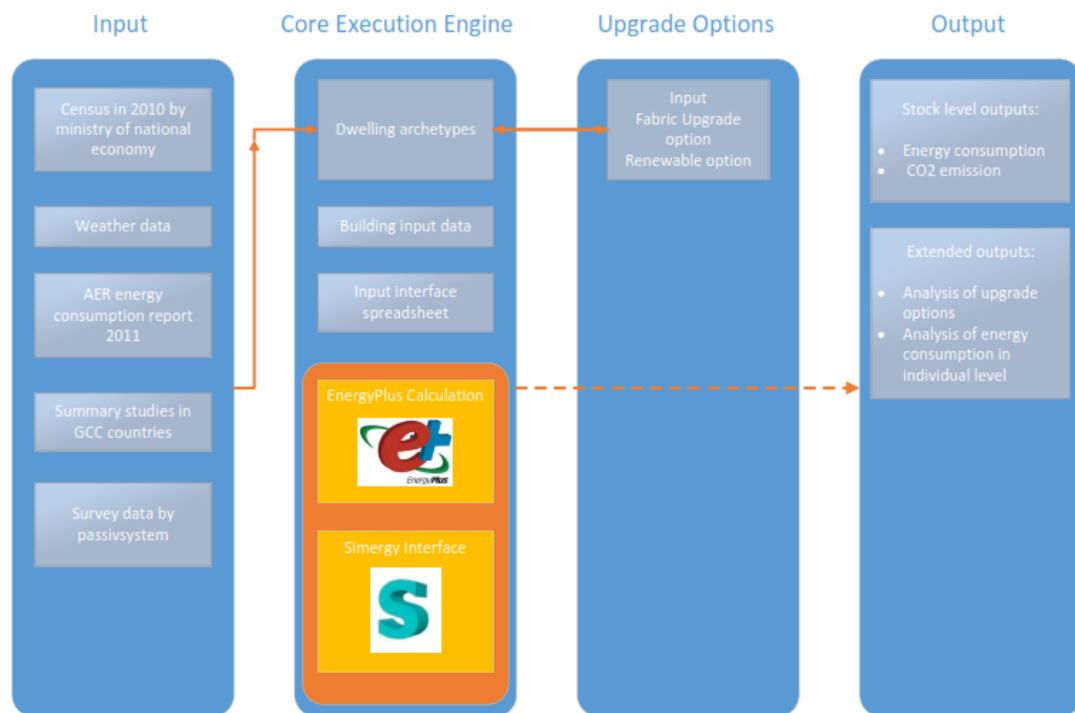 Input
Core Execution Engine
Upgrade Options
Output
Census in 2010 by
ministry of national
economy
Weather data
AER energy
consumption report
2011
Summary studies in
GCC countries
Survey data by
passivsystem
Dwelling archetypes
Building input data
Input interface
spreadsheet
EnergyPlus Calculation
e+
EnergyPlus
Simergy Interface
S
Input
Fabric Upgrade
option
Renewable option
Stock level outputs:
• Energy consumption
• CO2 emission
Extended outputs:
• Analysis of upgrade
options
• Analysis of energy
consumption in
individual level